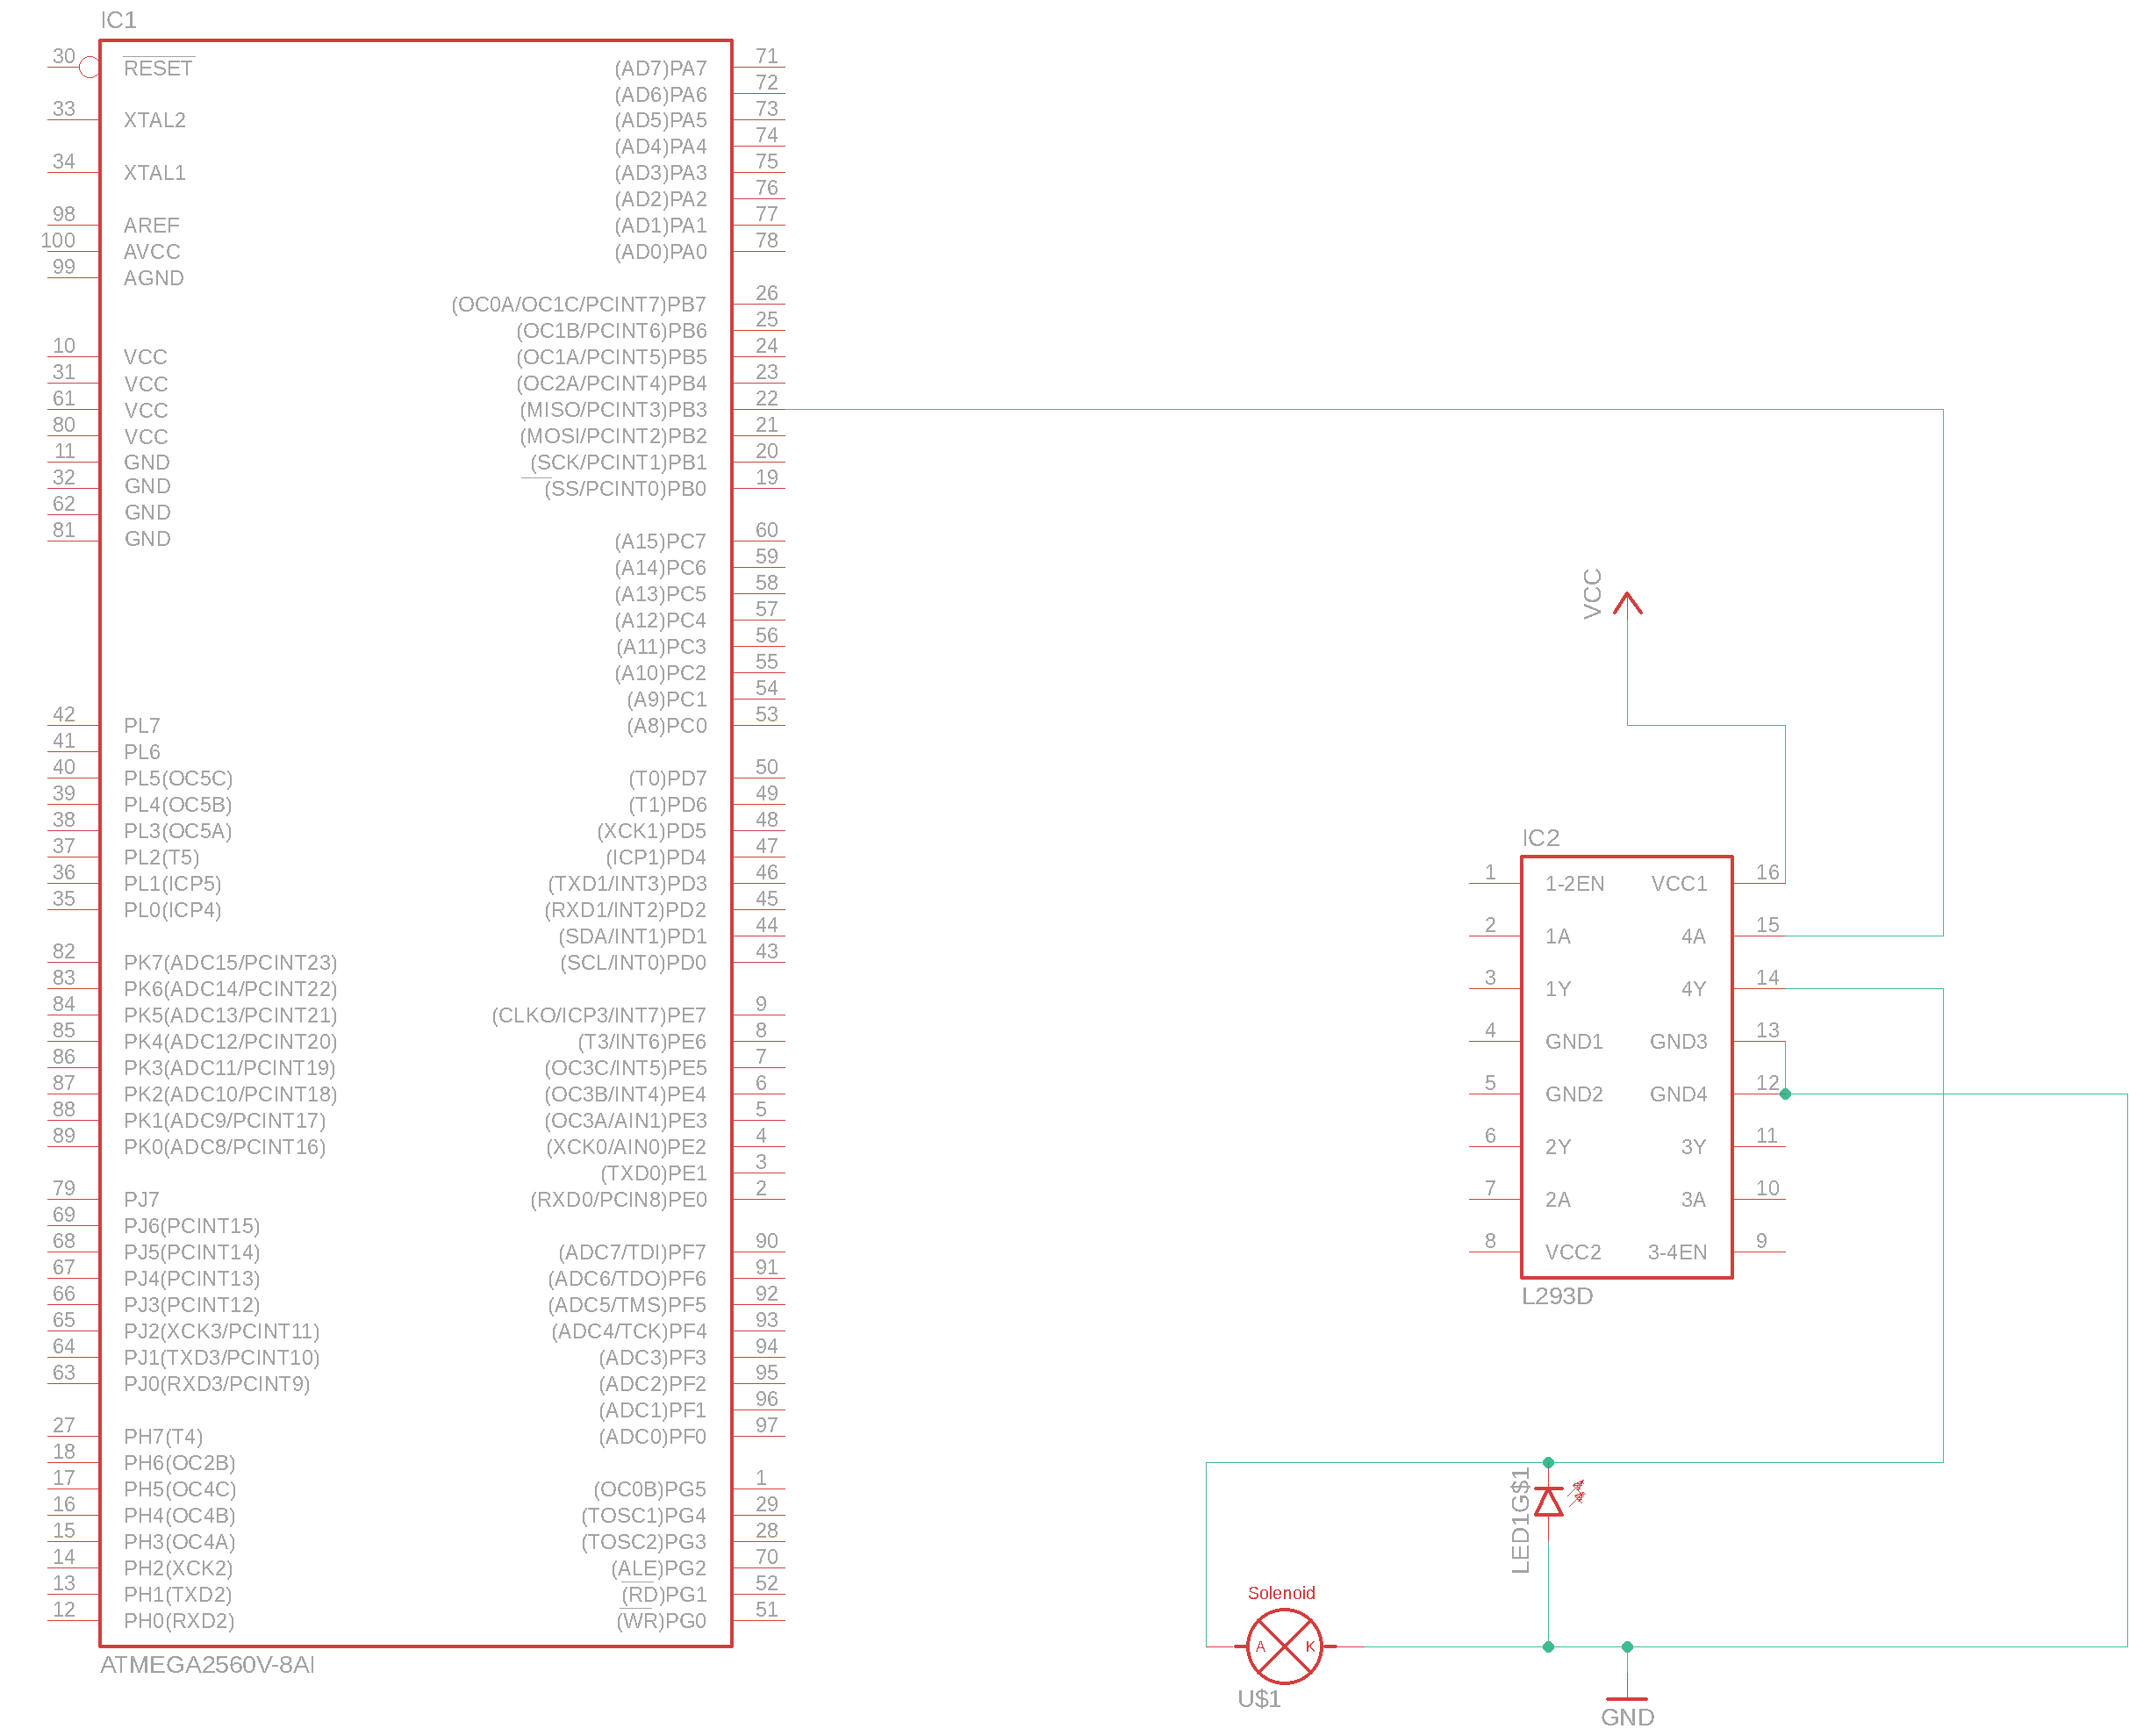 IC1
30 RESET (AD7)PA7 71
(AD6)PA6 72
33 XTAL2 (AD5)PA5 73
(AD4)PA4 74
34 XTAL1 (AD3)PA3 75
(AD2)PA2 76
98 AREF (AD1)PA1 77
100 AVCC (AD0)PA0 78
99 AGND
(OC0A/OC1C/PCINT7)PB7 26
(OC1B/PCINT6)PB6 25
10 VCC (OC1A/PCINT5)PB5 24
31 VCC (OC2A/PCINT4)PB4 23
61 VCC (MISO/PCINT3)PB3 22
80 VCC (MOSI/PCINT2)PB2 21
11 GND (SCK/PCINT1)PB1 20
32 GND (SS/PCINT0)PB0 19
62 GND
81 GND (A15)PC7 60
(A14)PC6 59
(A13)PC5 58
(A12)PC4 57
(A11)PC3 56
(A10)PC2 55
(A9)PC1 54
42 PL7 (A8)PC0 53
41 PL6
40 PL5(OC5C) (T0)PD7 50
39 PL4(OC5B) (T1)PD6 49
38 PL3(OC5A) (XCK1)PD5 48
37 PL2(T5) (ICP1)PD4 47
36 PL1(ICP5) (TXD1/INT3)PD3 46
35 PL0(ICP4) (RXD1/INT2)PD2 45
(SDA/INT1)PD1 44
82 PK7(ADC15/PCINT23) (SCL/INT0)PD0 43
83 PK6(ADC14/PCINT22)
84 PK5(ADC13/PCINT21) (CLKO/ICP3/INT7)PE7 9
85 PK4(ADC12/PCINT20) (T3/INT6)PE6 8
86 PK3(ADC11/PCINT19) (OC3C/INT5)PE5 7
87 PK2(ADC10/PCINT18) (OC3B/INT4)PE4 6
88 PK1(ADC9/PCINT17) (OC3A/AIN1)PE3 5
89 PK0(ADC8/PCINT16) (XCK0/AIN0)PE2 4
(TXD0)PE1 3
79 PJ7 (RXD0/PCIN8)PE0 2
69 PJ6(PCINT15)
68 PJ5(PCINT14) (ADC7/TDI)PF7 90
67 PJ4(PCINT13) (ADC6/TDO)PF6 91
66 PJ3(PCINT12) (ADC5/TMS)PF5 92
65 PJ2(XCK3/PCINT11) (ADC4/TCK)PF4 93
64 PJ1(TXD3/PCINT10) (ADC3)PF3 94
63 PJ0(RXD3/PCINT9) (ADC2)PF2 95
(ADC1)PF1 96
27 PH7(T4) (ADC0)PF0 97
18 PH6(OC2B)
17 PH5(OC4C) (OC0B)PG5 1
16 PH4(OC4B) (TOSC1)PG4 29
15 PH3(OC4A) (TOSC2)PG3 28
14 PH2(XCK2) (ALE)PG2 70
13 PH1(TXD2) (RD)PG1 52
12 PH0(RXD2) (WR)PG0 51
ATMEGA2560V-8AI
VCC
IC2
1 1-2EN VCC1 16
2 1A 4A 15
3 1Y 4Y 14
4 GND1 GND3 13
5 GND2 GND4 12
6 2Y 3Y 11
7 2A 3A 10
8 VCC2 3-4EN 9
L293D
LED1G$1
Solenoid
A K
U$1
GND